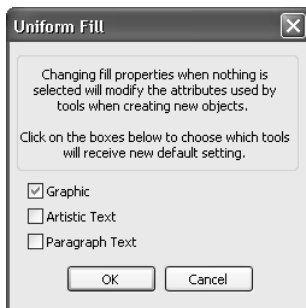 Uniform Fill
Changing fill properties when nothing is
selected will modify the attributes used by
tools when creating new objects.
Click on the boxes below to choose which tools
will receive new default setting.
Graphic
Artistic Text
Paragraph Text
OK
Cancel